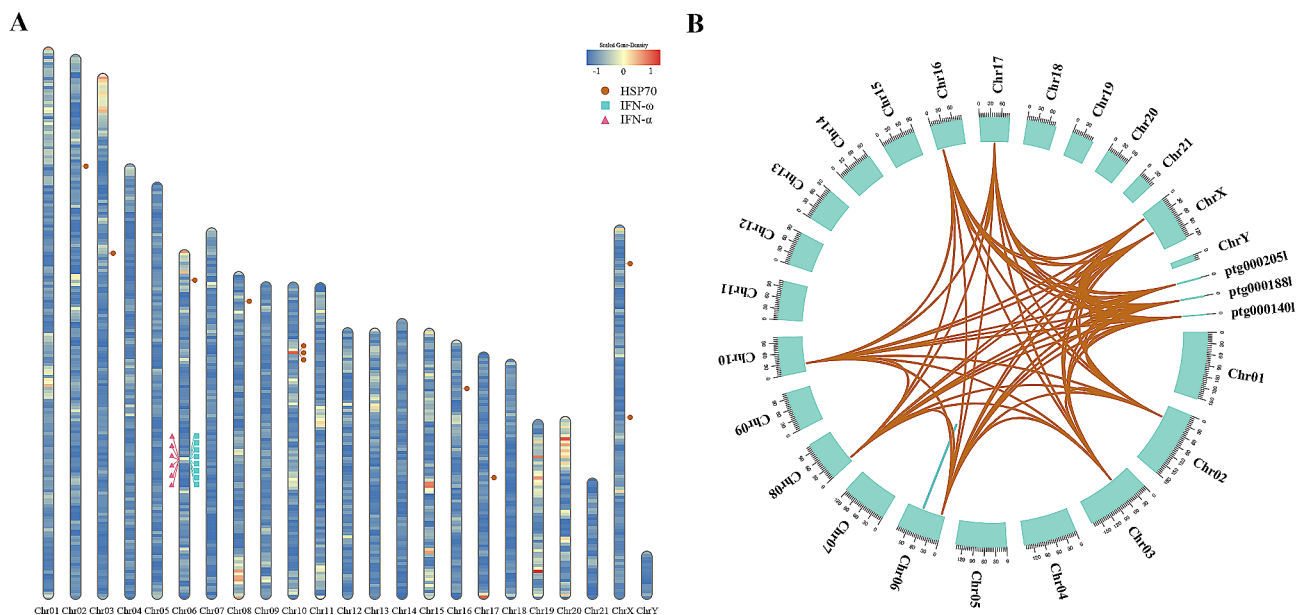 A
B
Scaled Gene-Density
-1 0 1
HSP70
IFN-ω
IFN-α
Chr01 Chr02 Chr03 Chr04 Chr05 Chr06 Chr07 Chr08 Chr09 Chr10 Chr11 Chr12 Chr13 Chr14 Chr15 Chr16 Chr17 Chr18 Chr19 Chr20 Chr21 ChrX ChrY
Chr16
Chr17
Chr18
Chr19
Chr20
Chr21
ChrX
ChrY
ptg000205l
ptg000188l
ptg000140l
Chr01
Chr02
Chr03
Chr04
Chr05
Chr06
Chr07
Chr08
Chr09
Chr10
Chr11
Chr12
Chr13
Chr14
Chr15